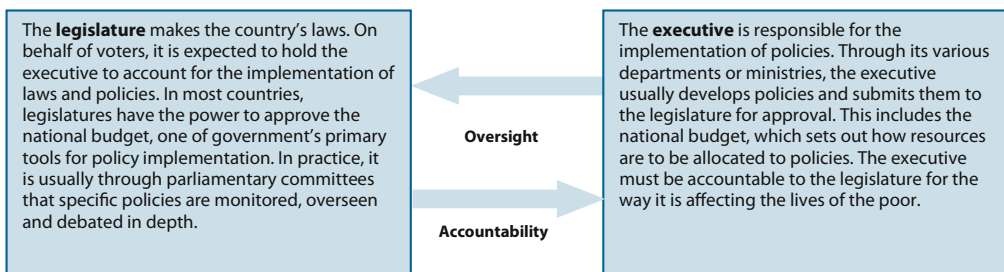 The legislature makes the country's laws. On
behalf of voters, it is expected to hold the
executive to account for the implementation of
laws and policies. In most countries,
legislatures have the power to approve the
national budget, one of government's primary
tools for policy implementation. In practice, it
is usually through parliamentary committees
that specific policies are monitored, overseen
and debated in depth.
Oversight
Accountability
The executive is responsible for the
implementation of policies. Through its various
departments or ministries, the executive
usually develops policies and submits them to
the legislature for approval. This includes the
national budget, which sets out how resources
are to be allocated to policies. The executive
must be accountable to the legislature for the
way it is affecting the lives of the poor.